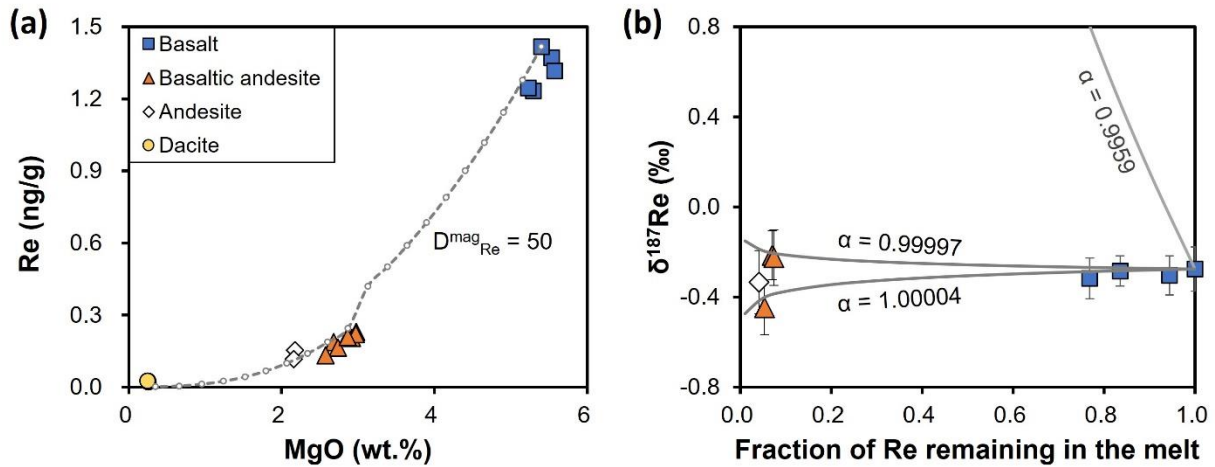 (a)
Re (ng/g)
1.5
1.2
0.9
0.6
0.3
0.0
Basalt
Basaltic andesite
Andesite
Dacite
DᵐᵃᵍRe = 50
0
2
4
6
MgO (wt.%)
(b)
δ¹⁸⁷Re (‰)
0.8
0.4
0.0
-0.4
-0.8
α = 0.9959
α = 0.99997
α = 1.00004
0.0
0.2
0.4
0.6
0.8
1.0
Fraction of Re remaining in the melt